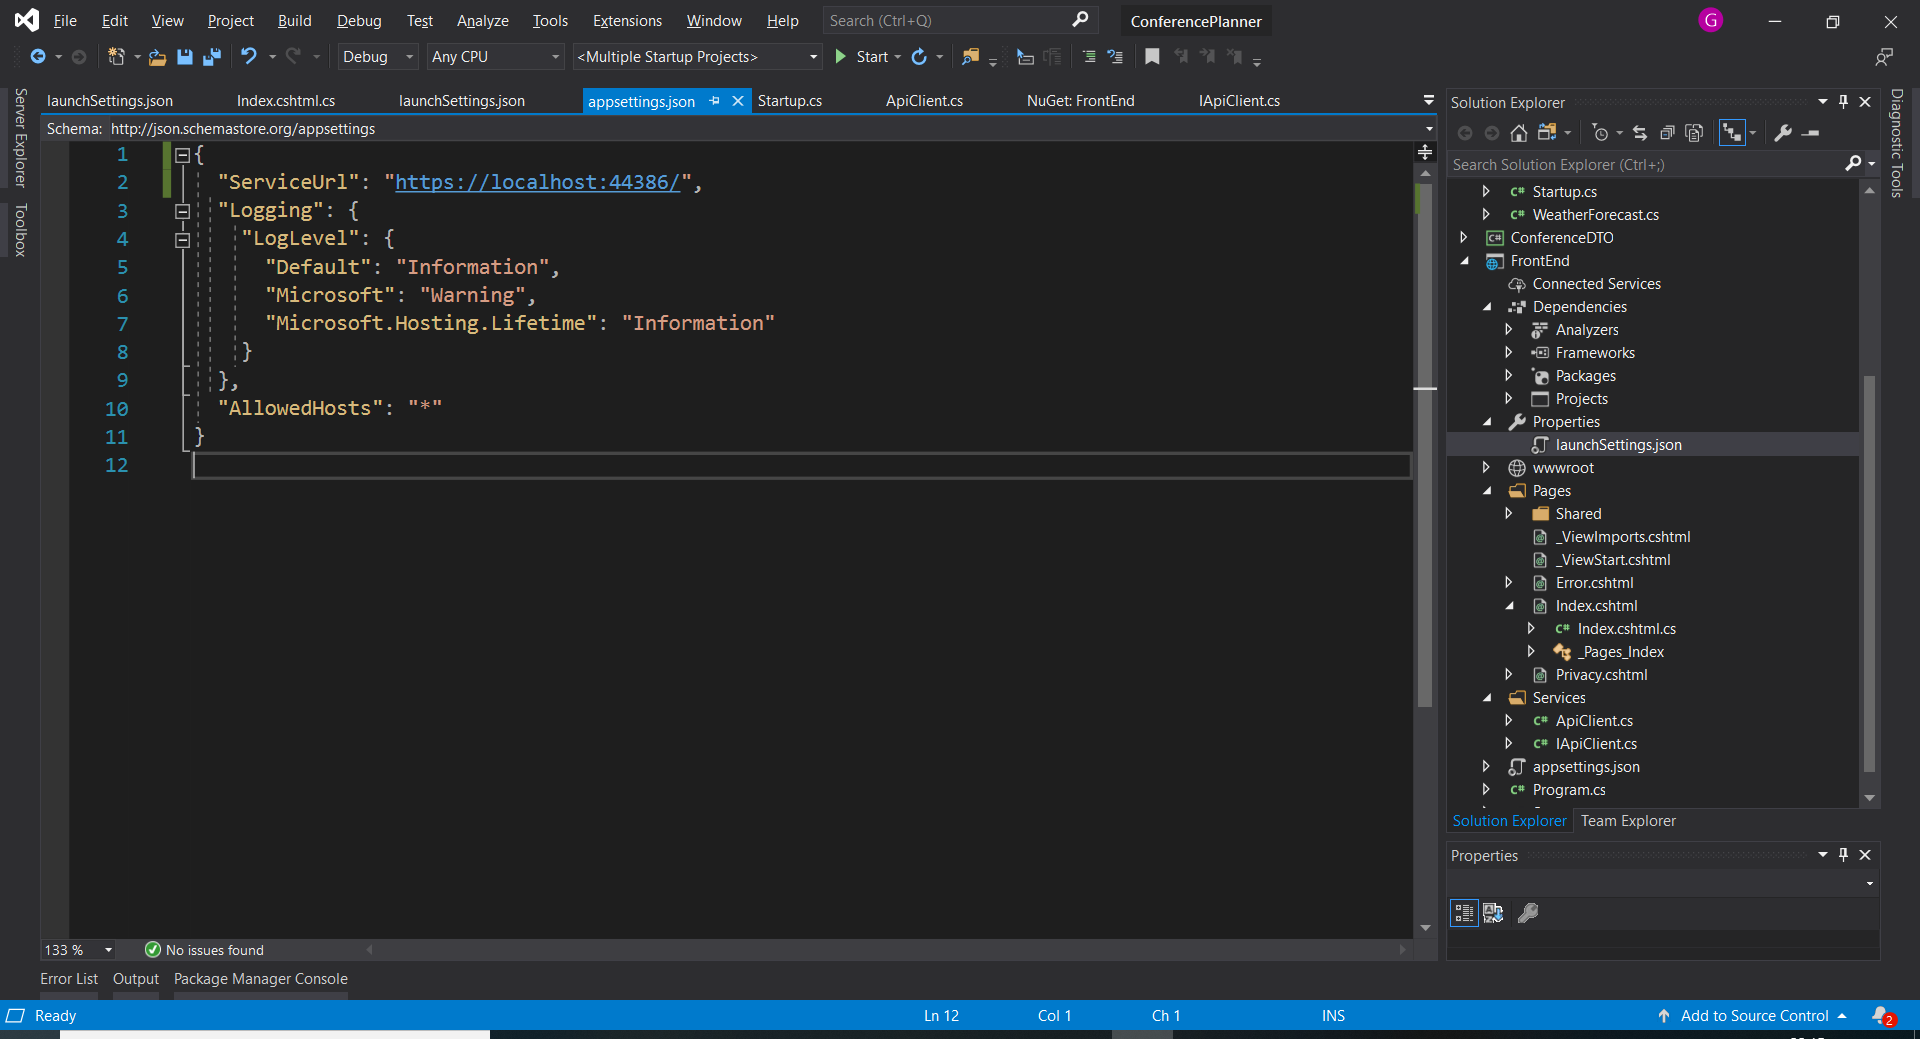 File Edit View Project Build Debug Test Analyze Tools Extensions Window Help Search (Ctrl+Q) ConferencePlanner G
Debug Any CPU <Multiple Startup Projects> Start
Server Explorer
Toolbox
launchSettings.json Index.cshtml.cs launchSettings.json appsettings.json Startup.cs ApiClient.cs NuGet: FrontEnd IApiClient.cs
Schema: http://json.schemastore.org/appsettings
1 {
2 "ServiceUrl": "https://localhost:44386/",
3 "Logging": {
4 "LogLevel": {
5 "Default": "Information",
6 "Microsoft": "Warning",
7 "Microsoft.Hosting.Lifetime": "Information"
8 }
9 },
10 "AllowedHosts": "*"
11 }
12
133 % No issues found
Error List Output Package Manager Console
Solution Explorer
Search Solution Explorer (Ctrl+;)
C# Startup.cs
C# WeatherForecast.cs
C# ConferenceDTO
FrontEnd
Connected Services
Dependencies
Analyzers
Frameworks
Packages
Projects
Properties
launchSettings.json
wwwroot
Pages
Shared
_ViewImports.cshtml
_ViewStart.cshtml
Error.cshtml
Index.cshtml
C# Index.cshtml.cs
_Pages_Index
Privacy.cshtml
Services
C# ApiClient.cs
C# IApiClient.cs
appsettings.json
C# Program.cs
Solution Explorer Team Explorer
Properties
Diagnostic Tools
Ready Ln 12 Col 1 Ch 1 INS Add to Source Control 2